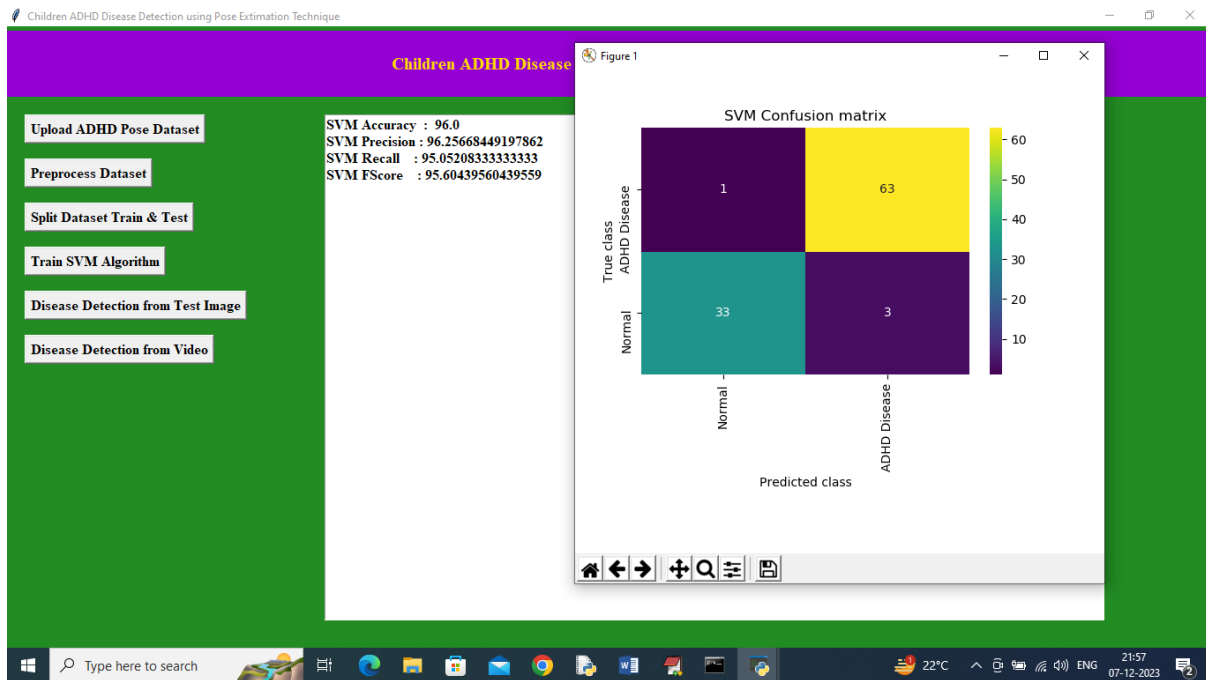 Children ADHD Disease Detection using Pose Extimation Technique
Children ADHD Disease
Figure 1
Upload ADHD Pose Dataset
Preprocess Dataset
Split Dataset Train & Test
Train SVM Algorithm
Disease Detection from Test Image
Disease Detection from Video
SVM Accuracy : 96.0
SVM Precision : 96.25668449197862
SVM Recall : 95.05208333333333
SVM FScore : 95.60439560439559
SVM Confusion matrix
True class
ADHD Disease
Normal
1
63
33
3
60
50
40
30
20
10
Normal
ADHD Disease
Predicted class
Type here to search
22°C
ENG
21:57
07-12-2023
2